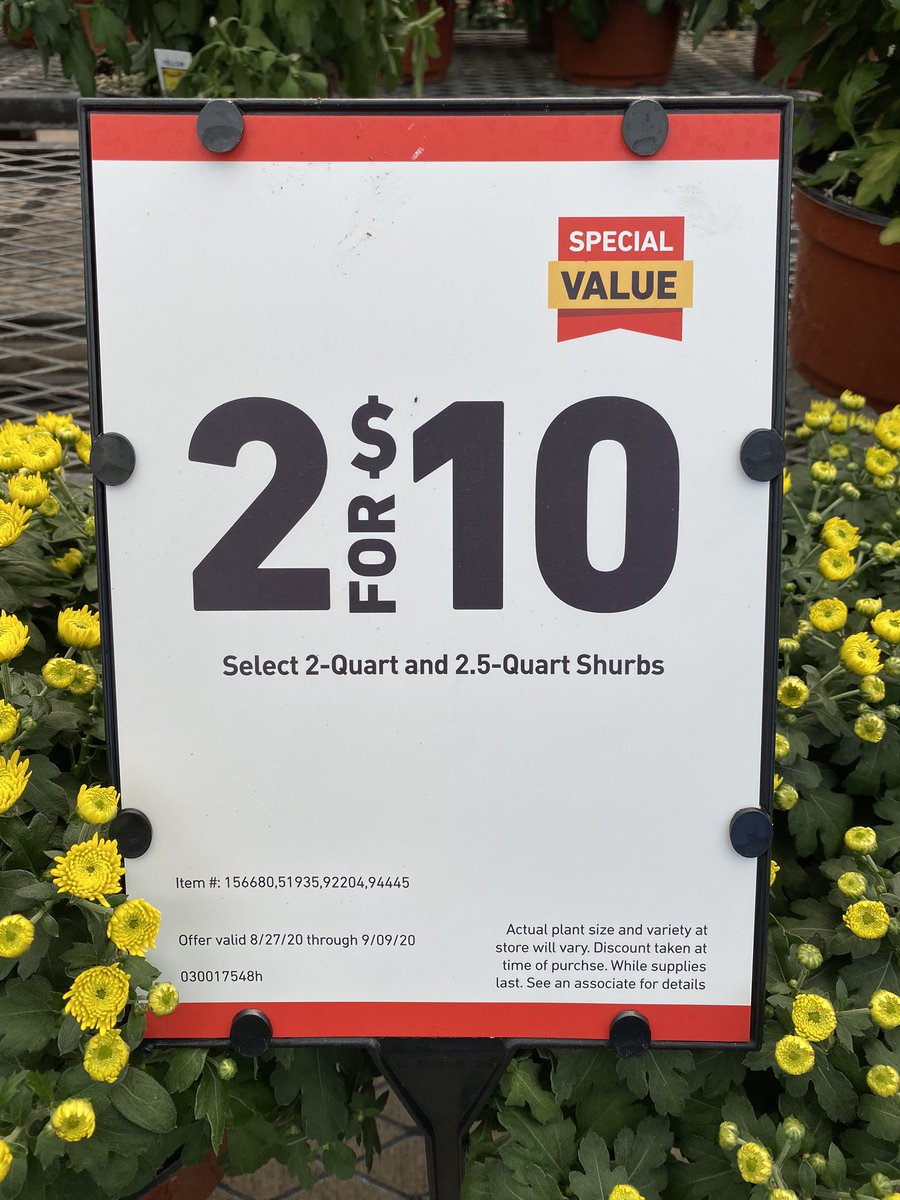 SPECIAL
VALUE
2 FOR $10
Select 2-Quart and 2.5-Quart Shurbs
Item #: 156680,51935,92204,94445
Offer valid 8/27/20 through 9/09/20
030017548h
Actual plant size and variety at
store will vary. Discount taken at
time of purchse. While supplies
last. See an associate for details